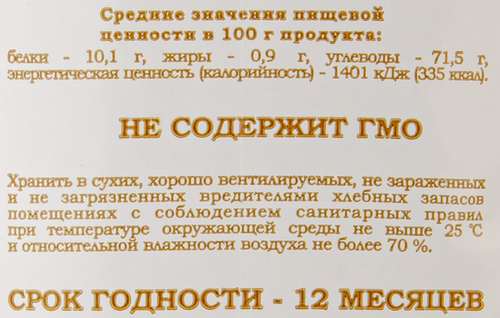 Средние значения пищевой
ценности в 100 г продукта:
белки - 10,1 г, жиры - 0,9 г, углеводы - 71,5 г,
энергетическая ценность (калорийность) - 1401 кДж (335 ккал).
НЕ СОДЕРЖИТ ГМО
Хранить в сухих, хорошо вентилируемых, не зараженных
и не загрязненных вредителями хлебных запасов
помещениях с соблюдением санитарных правил
при температуре окружающей среды не выше 25 °С
и относительной влажности воздуха не более 70 %.
СРОК ГОДНОСТИ - 12 МЕСЯЦЕВ